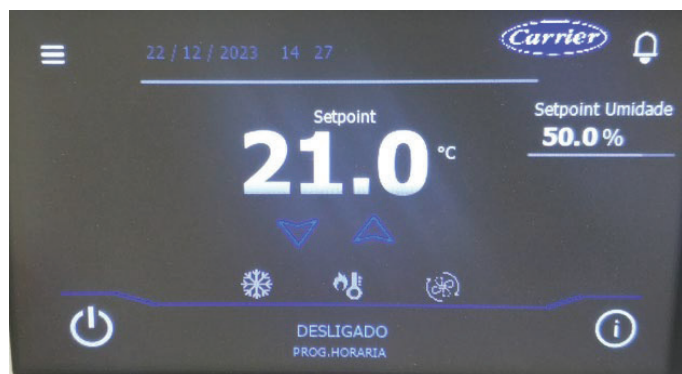 22 / 12 / 2023 14 27
Carrier
Setpoint
21.0 °C
Setpoint Umidade
50.0 %
DESLIGADO
PROG.HORARIA